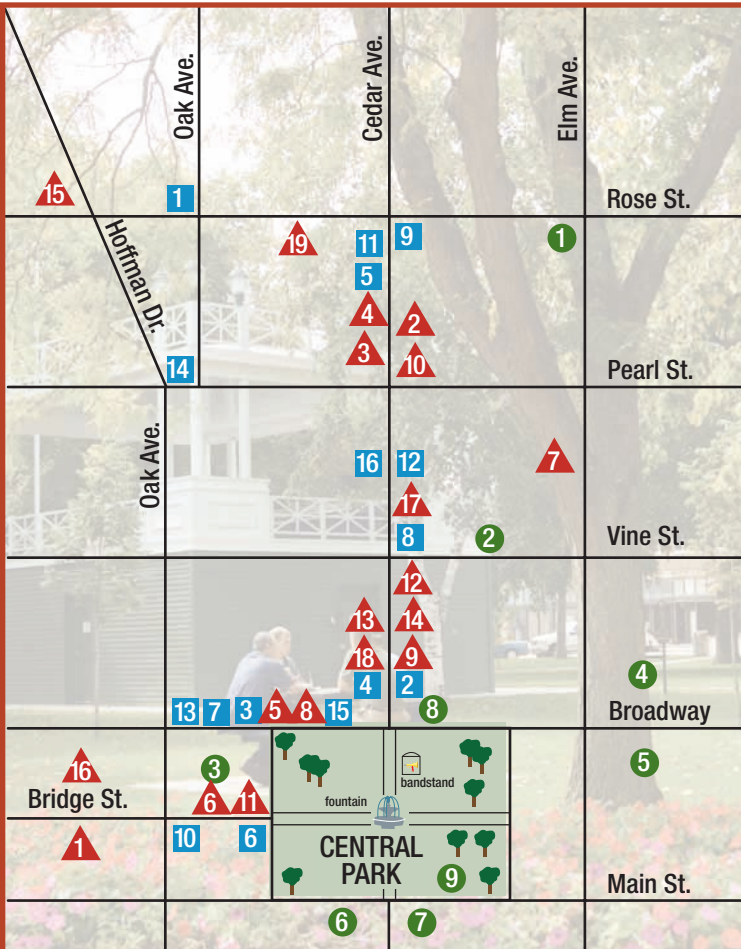 Oak Ave.
Cedar Ave.
Elm Ave.
15
1
Rose St.
Hoffman Dr.
19
11
9
1
5
4
2
3
10
14
Pearl St.
Oak Ave.
16
12
7
17
8
2
Vine St.
12
13
14
18
9
4
2
4
13
7
3
5
8
15
8
Broadway
16
3
bandstand
5
Bridge St.
6
11
fountain
1
10
6
CENTRAL
PARK
9
Main St.
6
7